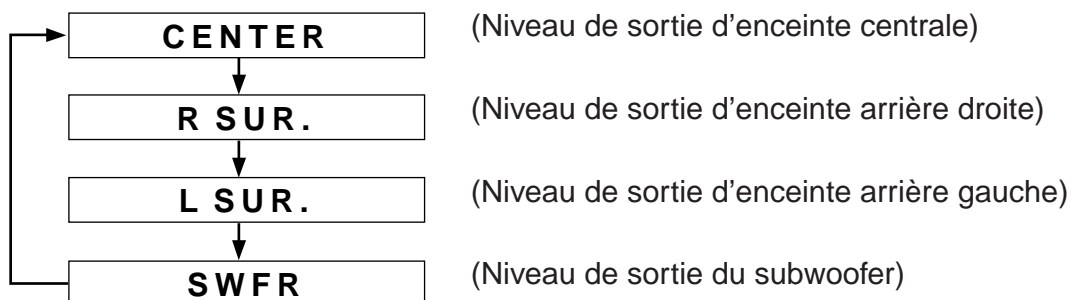 CENTER (Niveau de sortie d'enceinte centrale)
R SUR. (Niveau de sortie d'enceinte arrière droite)
L SUR. (Niveau de sortie d'enceinte arrière gauche)
SWFR (Niveau de sortie du subwoofer)